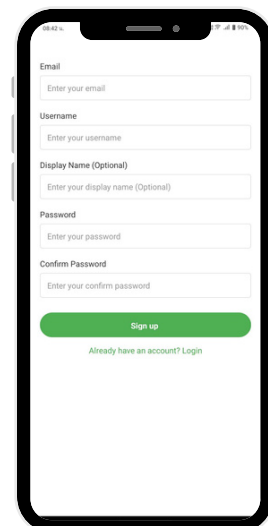 08:42
90%
Email
Enter your email
Username
Enter your username
Display Name (Optional)
Enter your display name (Optional)
Password
Enter your password
Confirm Password
Enter your confirm password
Sign up
Already have an account? Login